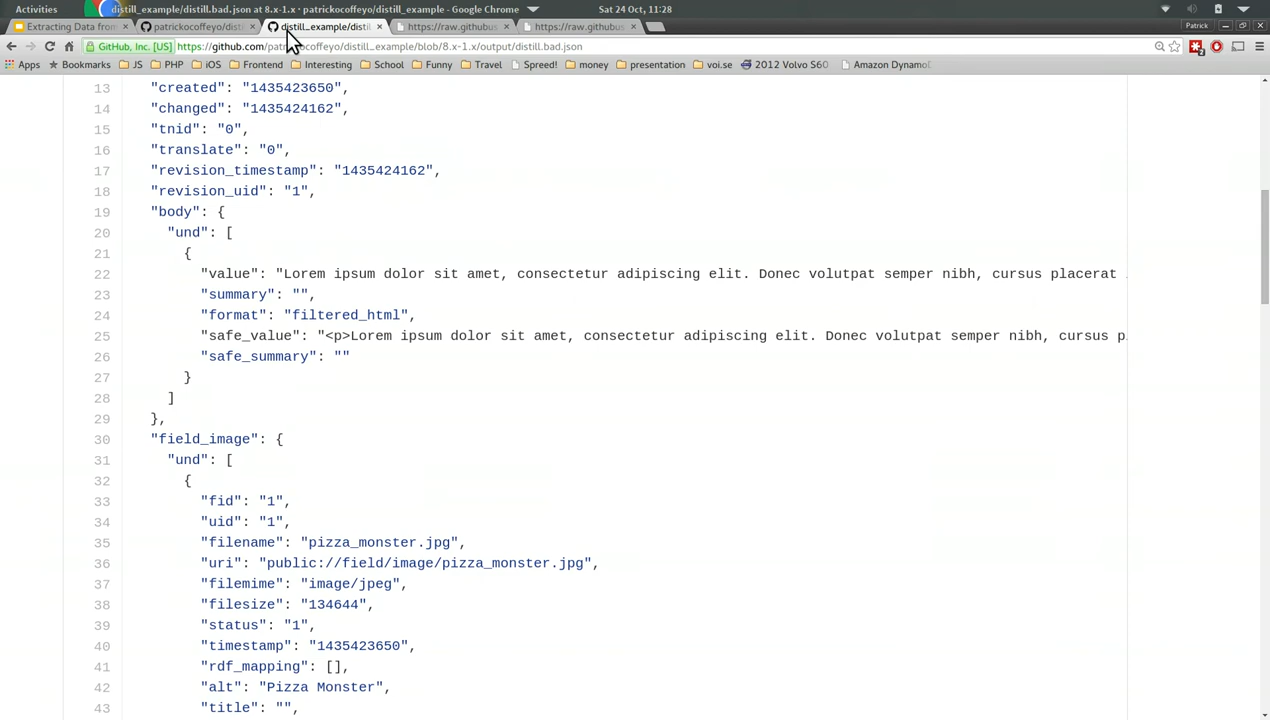 Activities
distill_example/distill.bad.json at 8.x-1.x · patrickocoffeyo/distill_example - Google Chrome
Sat 24 Oct, 11:28
Extracting Data from
patrickocoffeyo/dist
distill_example/distil
https://raw.githubus
https://raw.githubus
Patrick
GitHub, Inc. [US]
https://github.com/pat ickocoffeyo/distill_example/blob/8.x-1.x/output/distill.bad.json
Apps Bookmarks JS PHP iOS Frontend Interesting School Funny Travel Spreed! money presentation voi.se 2012 Volvo S60 Amazon Dynamo
13 "created": "1435423650",
14 "changed": "1435424162",
15 "tnid": "0",
16 "translate": "0",
17 "revision_timestamp": "1435424162",
18 "revision_uid": "1",
19 "body": {
20 "und": [
21 {
22 "value": "Lorem ipsum dolor sit amet, consectetur adipiscing elit. Donec volutpat semper nibh, cursus placerat
23 "summary": "",
24 "format": "filtered_html",
25 "safe_value": "<p>Lorem ipsum dolor sit amet, consectetur adipiscing elit. Donec volutpat semper nibh, cursus p
26 "safe_summary": ""
27 }
28 ]
29 },
30 "field_image": {
31 "und": [
32 {
33 "fid": "1",
34 "uid": "1",
35 "filename": "pizza_monster.jpg",
36 "uri": "public://field/image/pizza_monster.jpg",
37 "filemime": "image/jpeg",
38 "filesize": "134644",
39 "status": "1",
40 "timestamp": "1435423650",
41 "rdf_mapping": [],
42 "alt": "Pizza Monster",
43 "title": "",